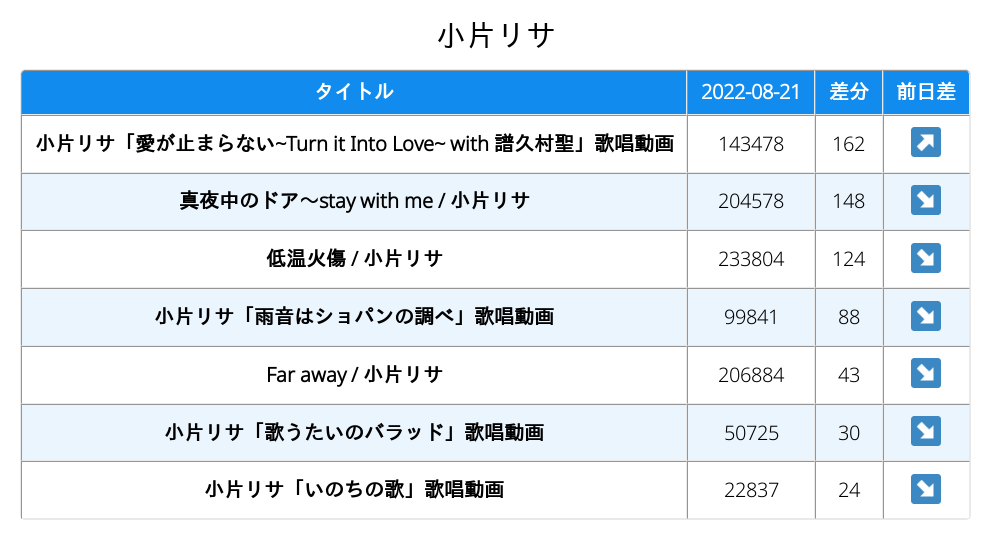 小片リサ
タイトル 2022-08-21 差分 前日差
小片リサ「愛が止まらない~Turn it Into Love~ with 譜久村聖」歌唱動画 143478 162 ↗
真夜中のドア～stay with me / 小片リサ 204578 148 ↘
低温火傷 / 小片リサ 233804 124 ↘
小片リサ「雨音はショパンの調べ」歌唱動画 99841 88 ↘
Far away / 小片リサ 206884 43 ↘
小片リサ「歌うたいのバラッド」歌唱動画 50725 30 ↘
小片リサ「いのちの歌」歌唱動画 22837 24 ↘